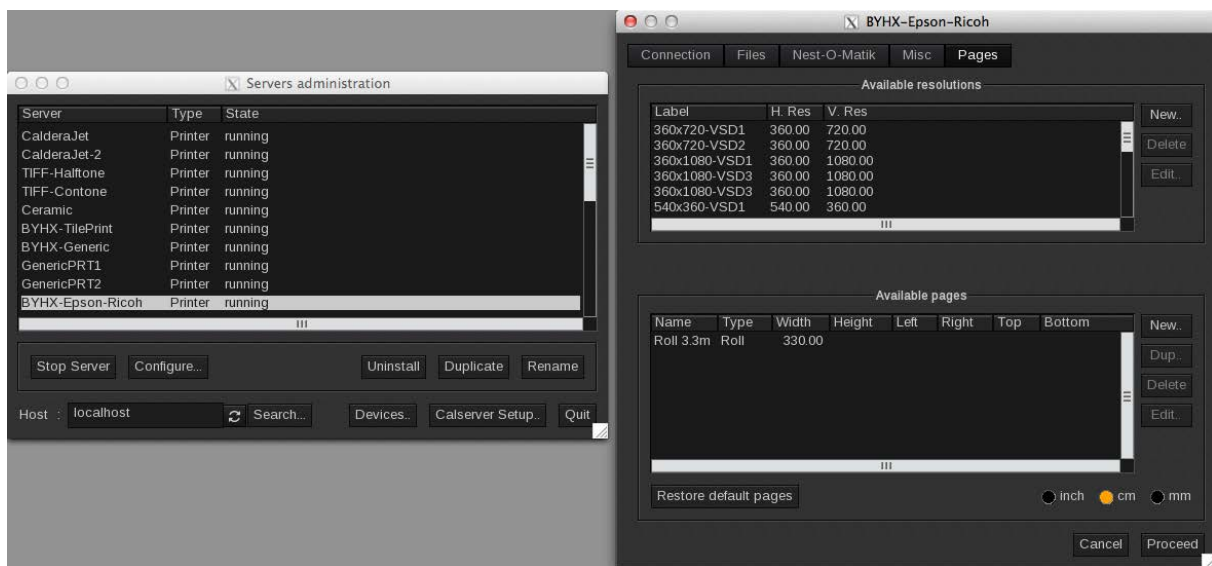 Servers administration
Server Type State
CalderaJet Printer running
CalderaJet-2 Printer running
TIFF-Halftone Printer running
TIFF-Contone Printer running
Ceramic Printer running
BYHX-TilePrint Printer running
BYHX-Generic Printer running
GenericPRT1 Printer running
GenericPRT2 Printer running
BYHX-Epson-Ricoh Printer running
Stop Server Configure... Uninstall Duplicate Rename
Host : localhost Search... Devices.. Calserver Setup.. Quit
BYHX-Epson-Ricoh
Connection Files Nest-O-Matik Misc Pages
Available resolutions
Label H. Res V. Res New..
360x720-VSD1 360.00 720.00
360x720-VSD2 360.00 720.00 Delete
360x1080-VSD1 360.00 1080.00
360x1080-VSD3 360.00 1080.00 Edit..
360x1080-VSD3 360.00 1080.00
540x360-VSD1 540.00 360.00
Available pages
Name Type Width Height Left Right Top Bottom New..
Roll 3.3m Roll 330.00
Dup..
Delete
Edit..
Restore default pages inch cm mm
Cancel Proceed